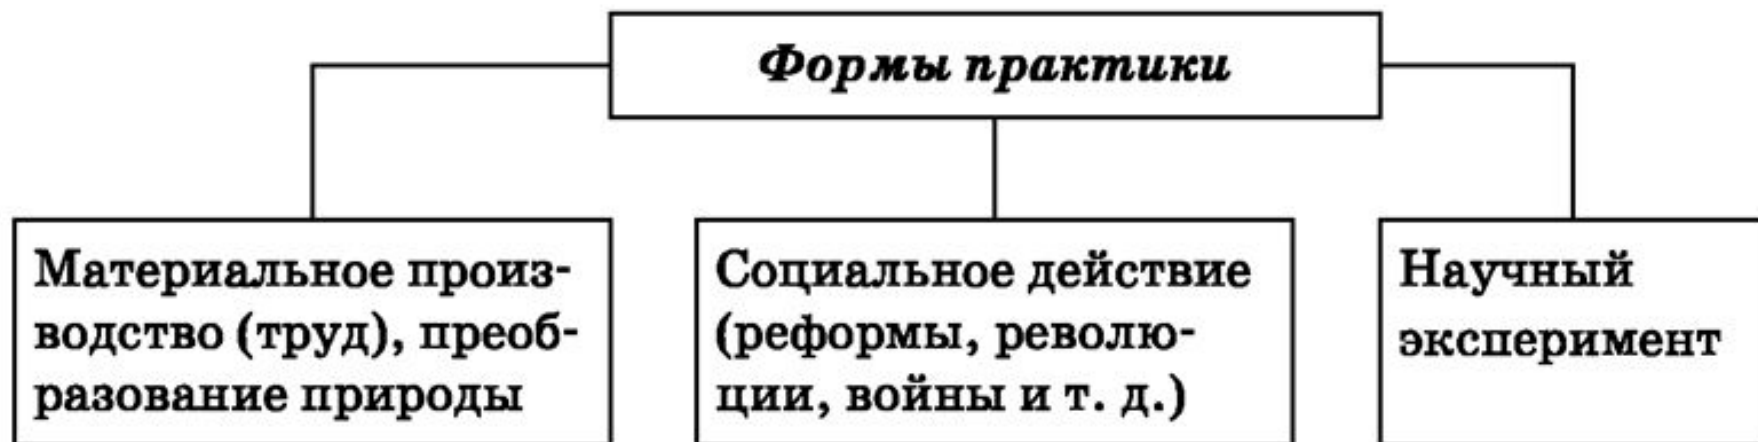 Формы практики
Материальное произ-
водство (труд), преоб-
разование природы
Социальное действие
(реформы, револю-
ции, войны и т. д.)
Научный
эксперимент